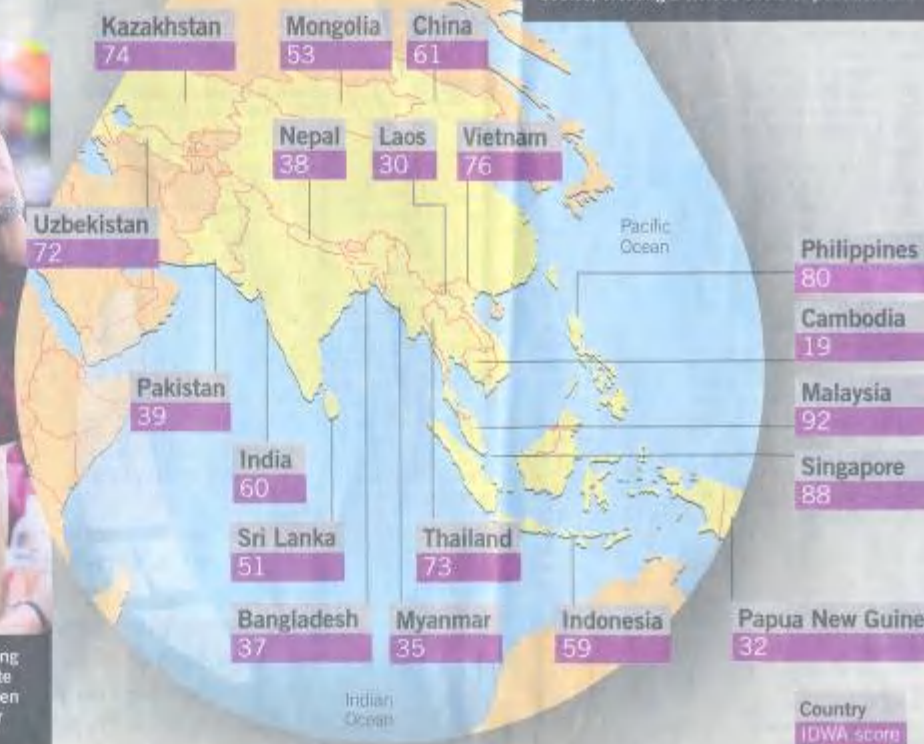 Kazakhstan
74
Mongolia
53
China
61
Nepal
38
Laos
30
Vietnam
76
Uzbekistan
72
Pacific
Ocean
Philippines
80
Cambodia
19
Malaysia
92
Pakistan
39
India
60
Singapore
88
Sri Lanka
51
Thailand
73
Bangladesh
37
Myanmar
35
Indonesia
59
Papua New Guine
32
Indian
Ocean
Country
IDWA score